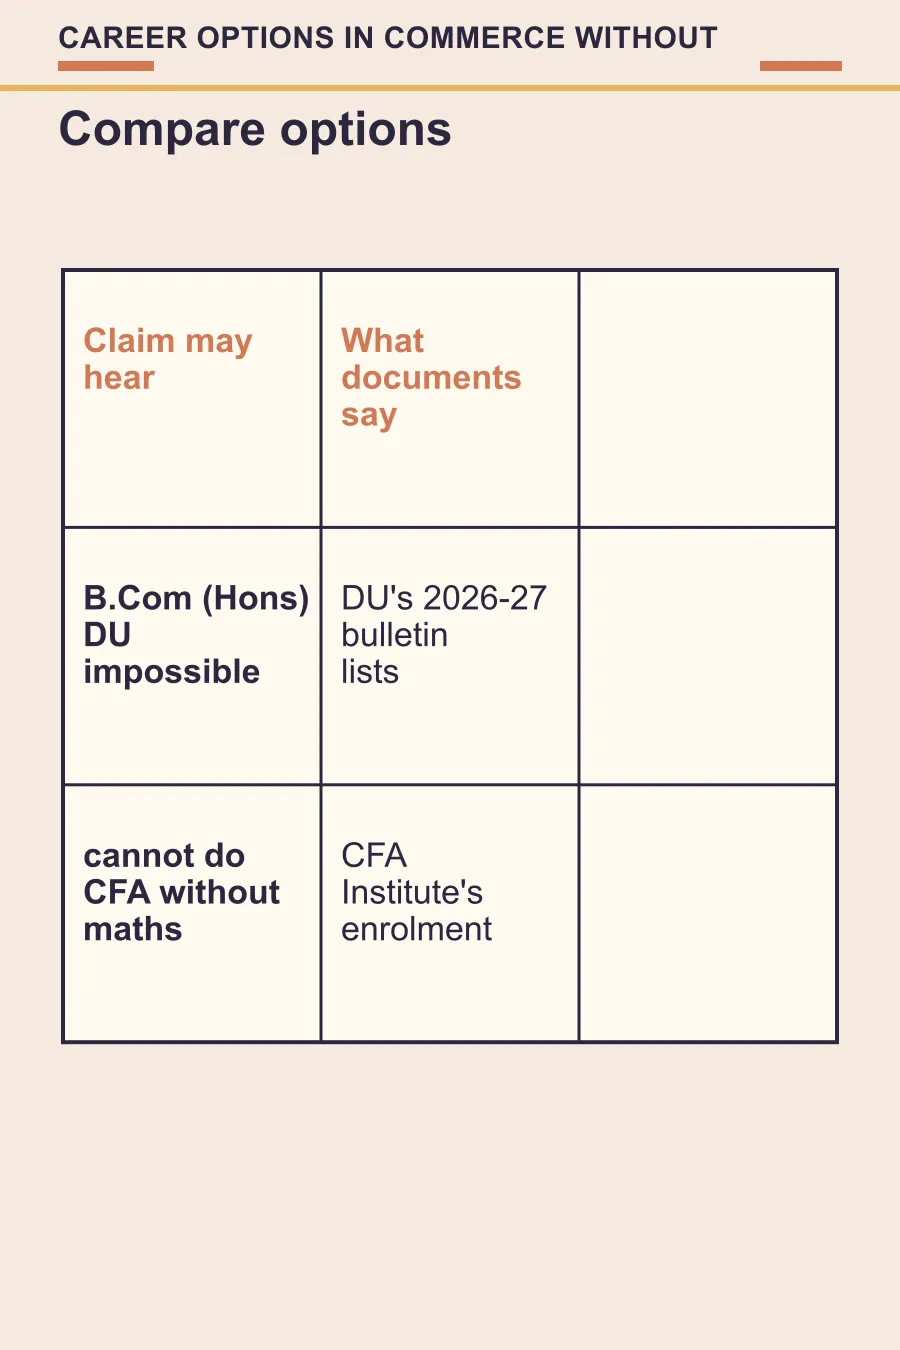 CAREER OPTIONS IN COMMERCE WITHOUT
Compare options
Claim may
hear
What
documents
say
B.Com (Hons)
DU
impossible
DU's 2026-27
bulletin
lists
cannot do
CFA without
maths
CFA
Institute's
enrolment